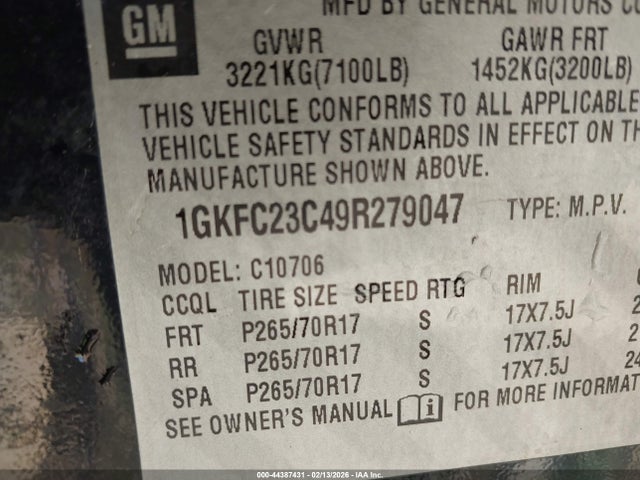 GM
MFD BY GENERAL MOTORS
GVWR GAWR FRT
3221KG(7100LB) 1452KG(3200LB)
THIS VEHICLE CONFORMS TO ALL APPLICABLE
VEHICLE SAFETY STANDARDS IN EFFECT ON
MANUFACTURE SHOWN ABOVE.
1GKFC23C49R279047 TYPE: M.P.V.
MODEL: C10706
CCQL TIRE SIZE SPEED RTG RIM
FRT P265/70R17 S 17X7.5J
RR P265/70R17 S 17X7.5J
SPA P265/70R17 S 17X7.5J
SEE OWNER'S MANUAL i FOR MORE
000-44387431 - 02/13/2026 - IAA Inc.